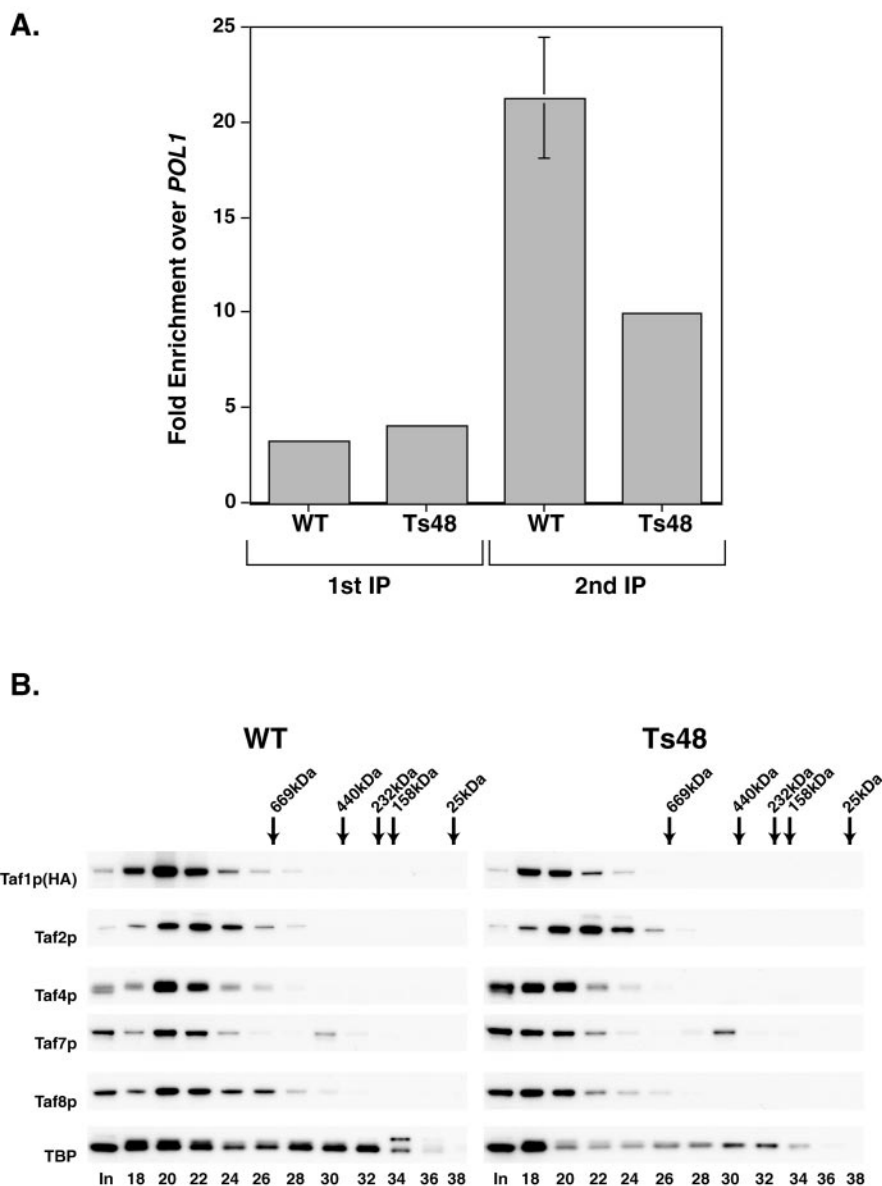 A.
Fold Enrichment over POL1
25
20
15
10
5
0
WT Ts48 WT Ts48
1st IP 2nd IP
B.
WT Ts48
669kDa 440kDa 232kDa 158kDa 25kDa 669kDa 440kDa 232kDa 158kDa 25kDa
Taf1p(HA)
Taf2p
Taf4p
Taf7p
Taf8p
TBP
In 18 20 22 24 26 28 30 32 34 36 38 In 18 20 22 24 26 28 30 32 34 36 38